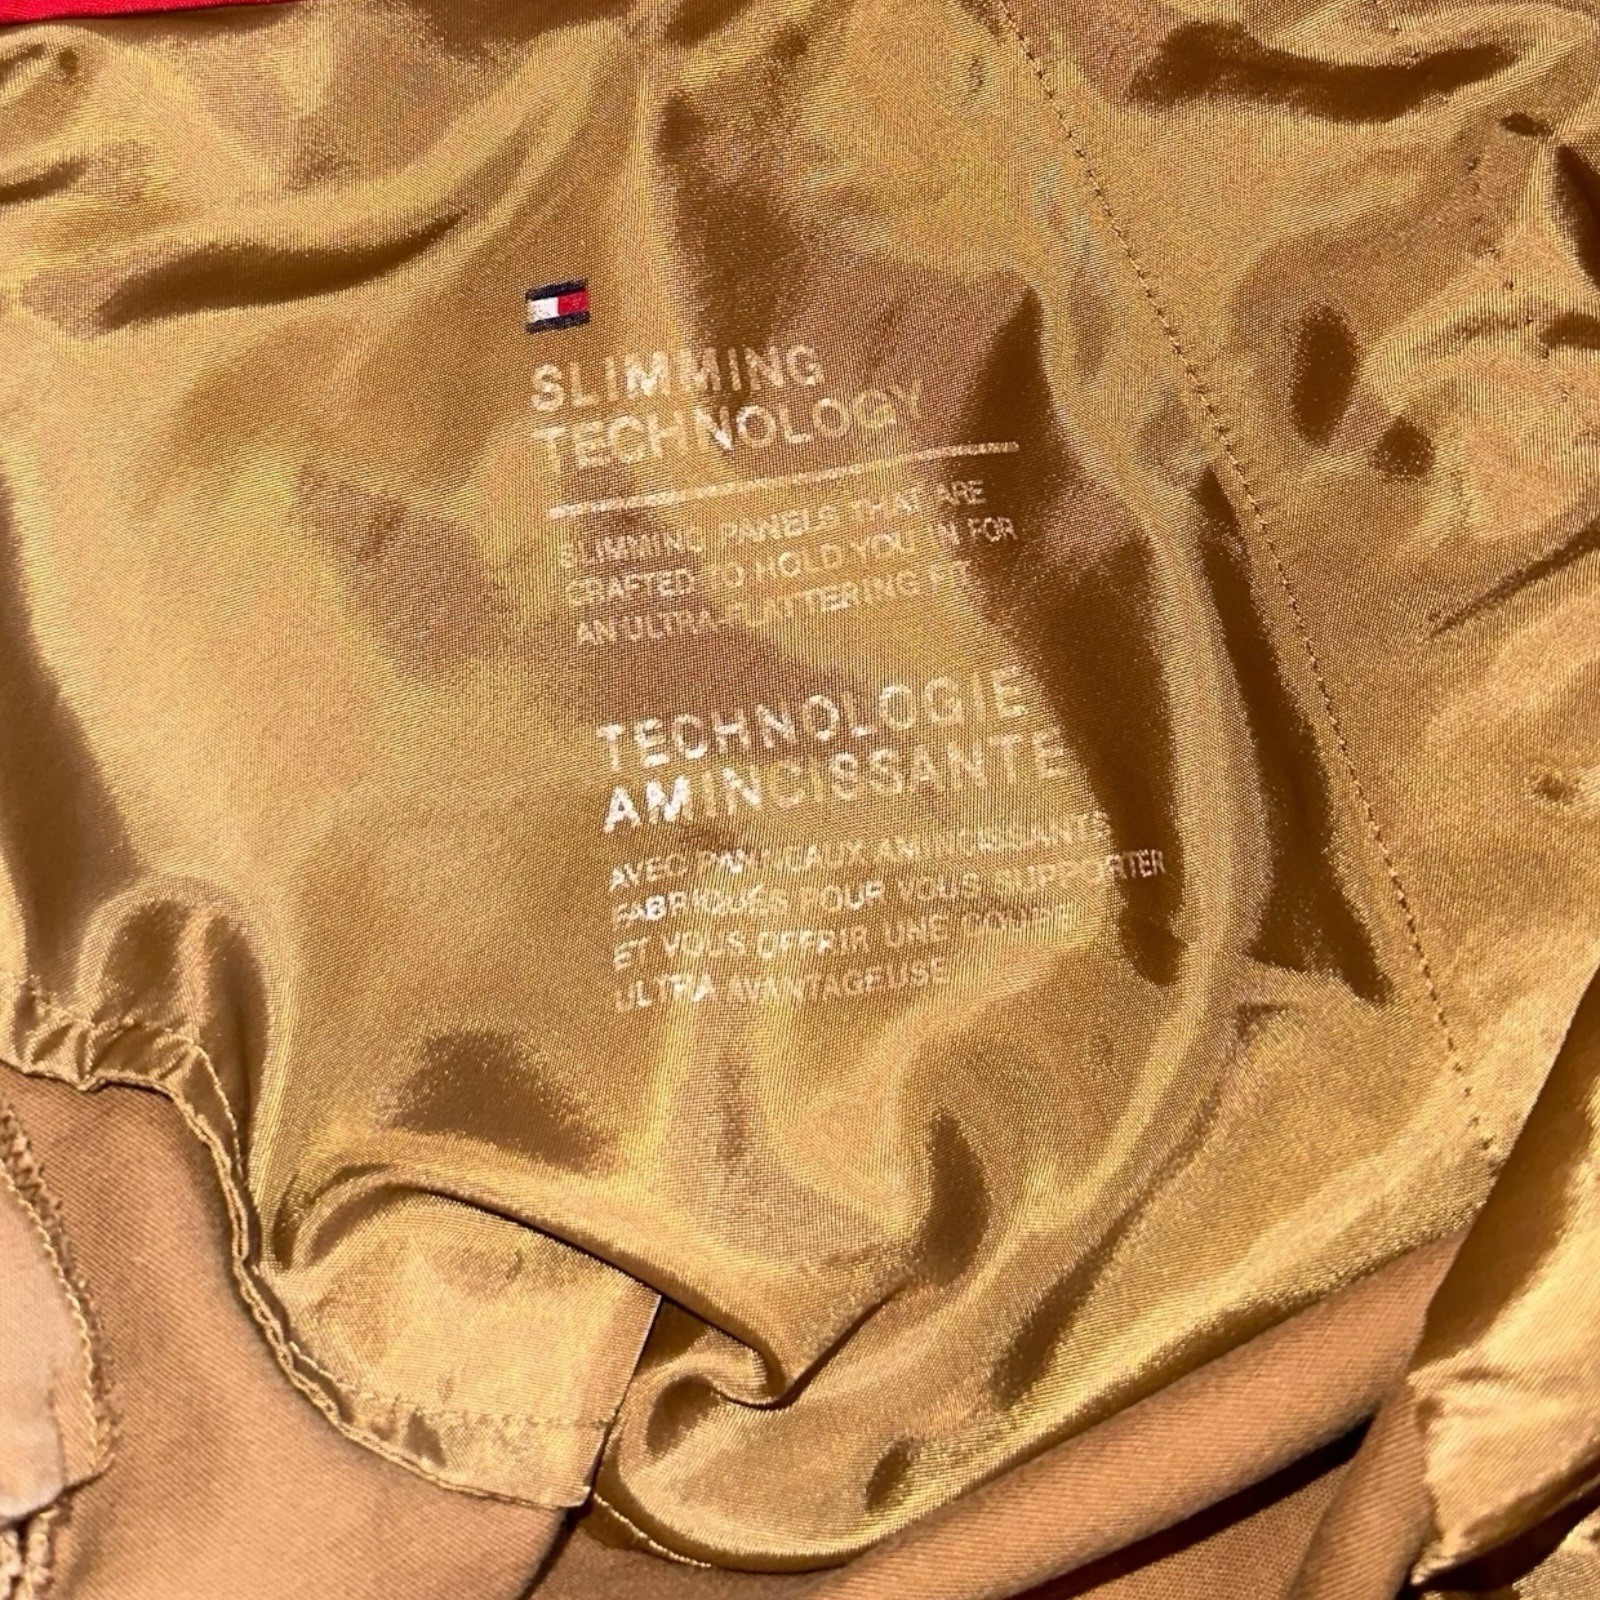 SLIMMING
TECHNOLOGY
SLIMMING PANELS THAT ARE
CRAFTED TO HOLD YOU IN FOR
AN ULTRA FLATTERING FIT
TECHNOLOGIE
AMINCISSANTE
AVEC PANNEAUX AMINCISSANTS
FABRIQUÉS POUR VOUS SUPPORTER
ET VOUS OFFRIR UNE COUPE
ULTRA AVANTAGEUSE